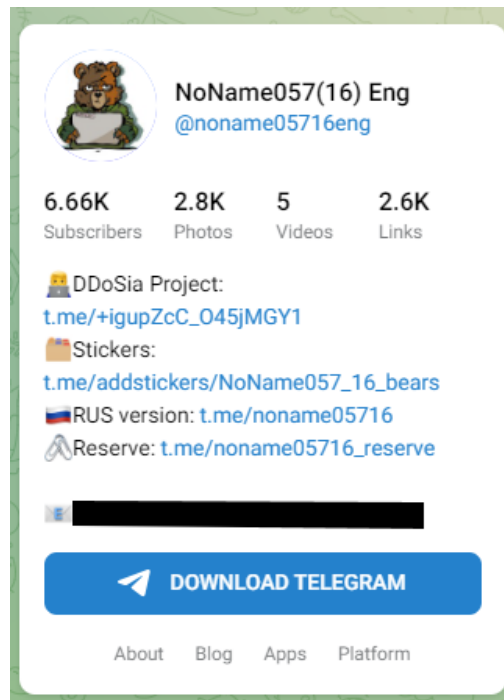 NoName057(16) Eng
@noname05716eng
6.66K 2.8K 5 2.6K
Subscribers Photos Videos Links
👨‍💻DDoSia Project:
t.me/+igupZcC_O45jMGY1
🗂Stickers:
t.me/addstickers/NoName057_16_bears
🇷🇺RUS version: t.me/noname05716
🖇Reserve: t.me/noname05716_reserve
📧
DOWNLOAD TELEGRAM
About Blog Apps Platform